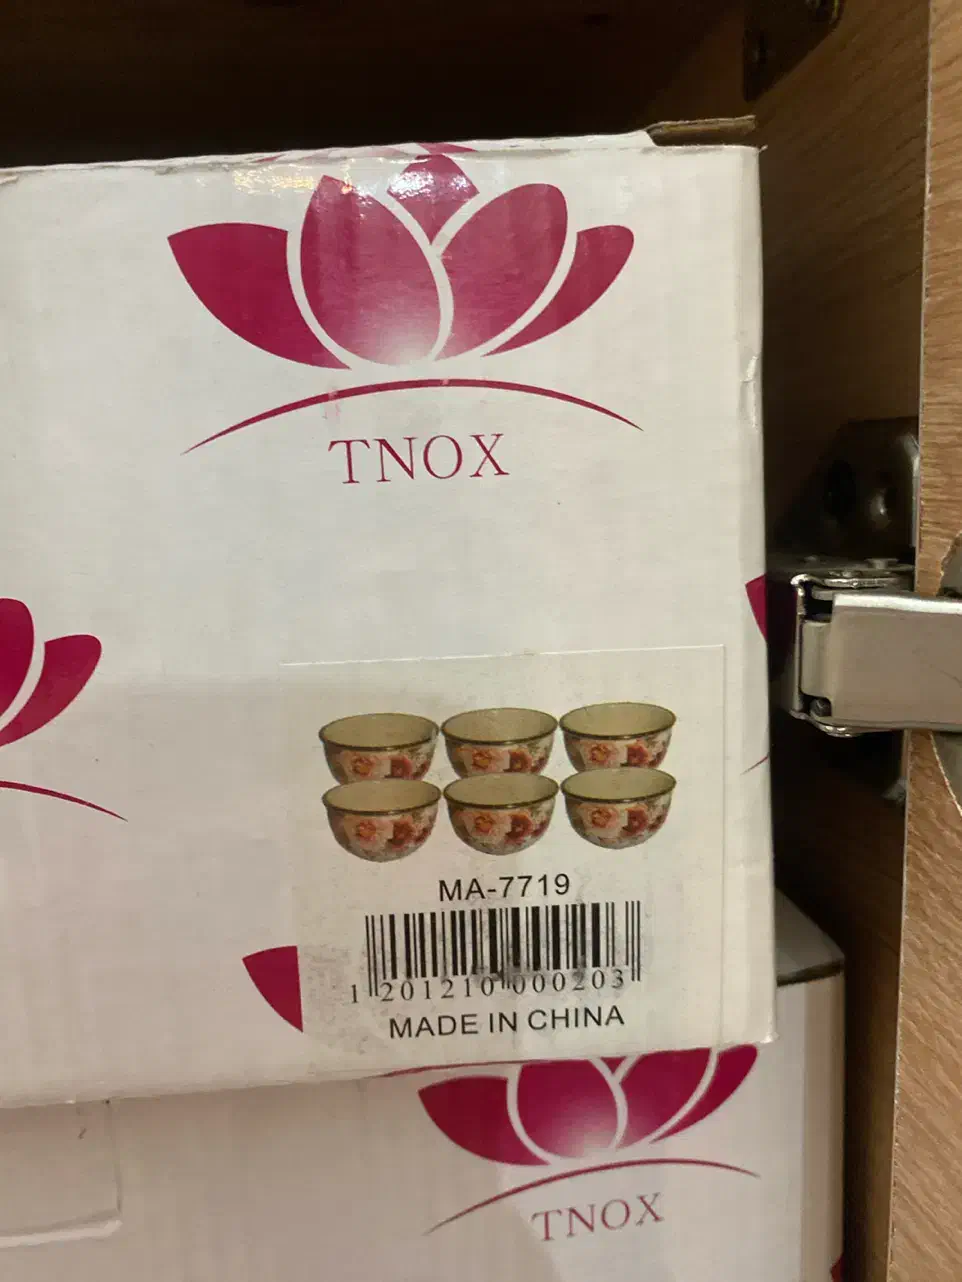 TNOX
MA-7719
1 201210 000203
MADE IN CHINA
TNOX